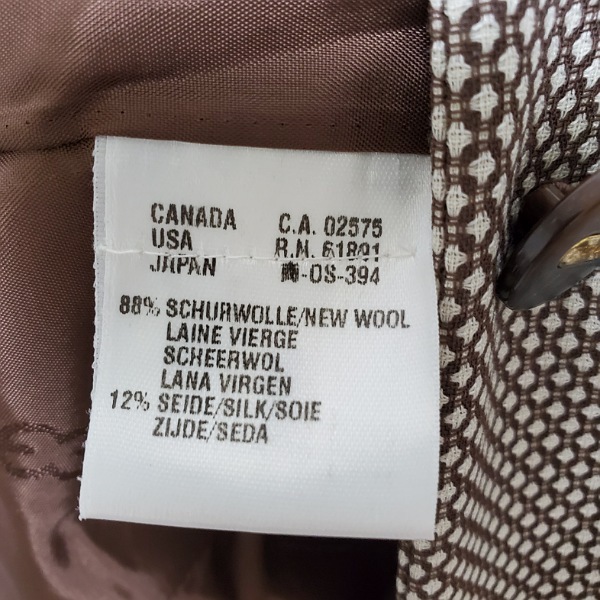 CANADA C.A. 02575
USA R.N. 61801
JAPAN -OS-394
88% SCHURWOLLE/NEW WOOL
LAINE VIERGE
SCHEERWOL
LANA VIRGEN
12% SEIDE/SILK/SOIE
ZIJDE/SEDA